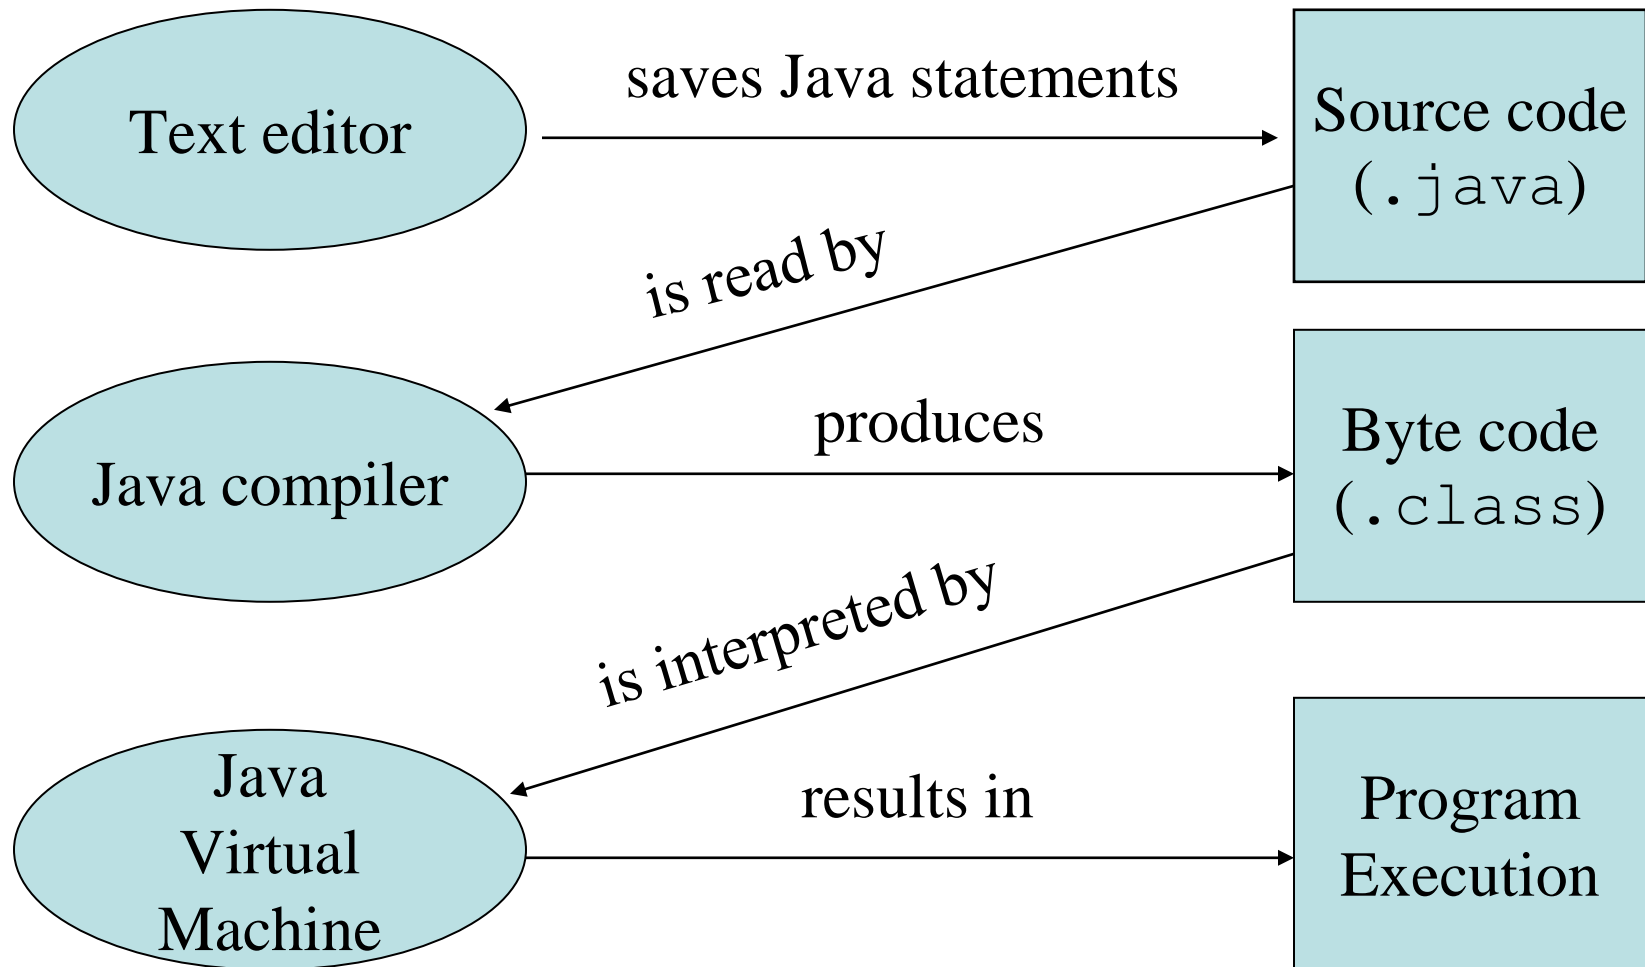 Text editor
saves Java statements
Source code
(.java)
is read by
Java compiler
produces
Byte code
(.class)
is interpreted by
Java
Virtual
Machine
results in
Program
Execution